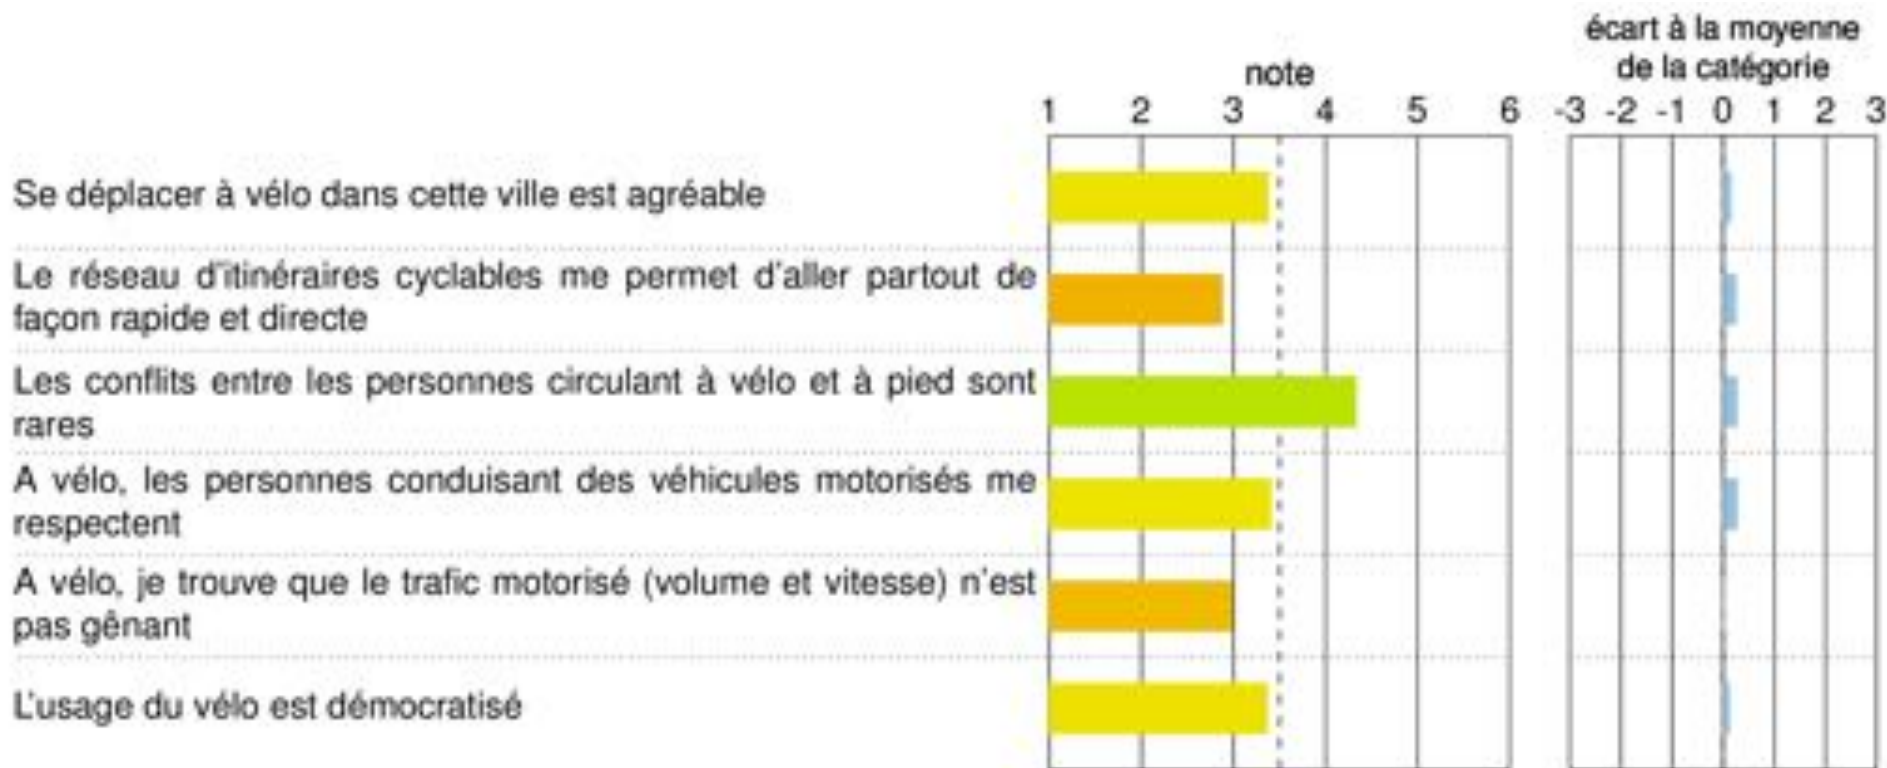 écart à la moyenne
de la catégorie
note
1 2 3 4 5 6 -3 -2 -1 0 1 2 3
Se déplacer à vélo dans cette ville est agréable
Le réseau d'itinéraires cyclables me permet d'aller partout de
façon rapide et directe
Les conflits entre les personnes circulant à vélo et à pied sont
rares
A vélo, les personnes conduisant des véhicules motorisés me
respectent
A vélo, je trouve que le trafic motorisé (volume et vitesse) n'est
pas gênant
L'usage du vélo est démocratisé